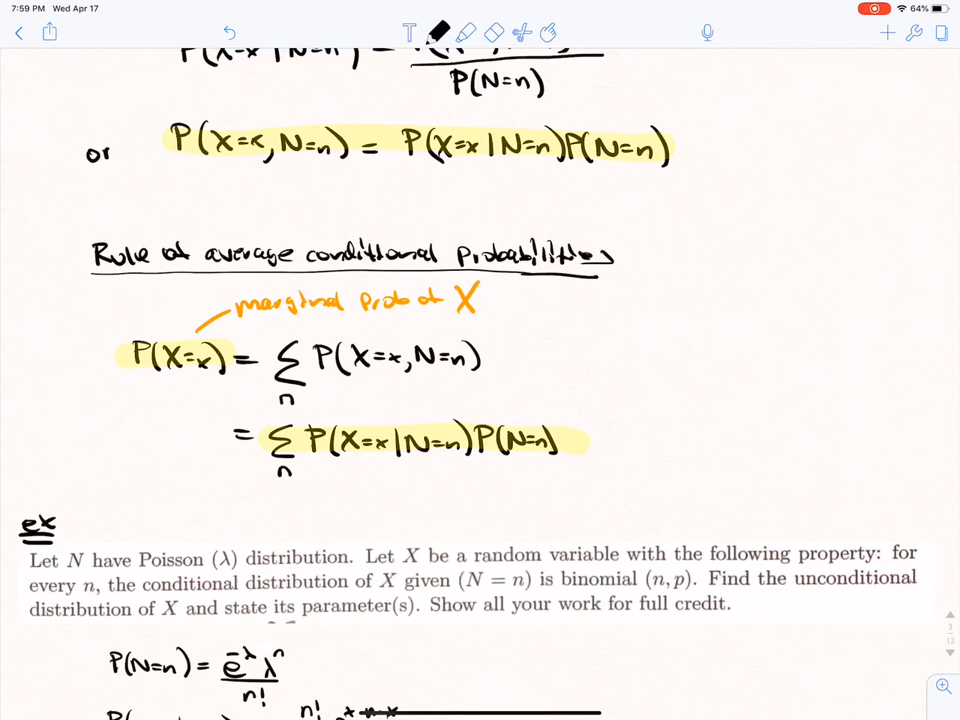 7:59 PM Wed Apr 17
64%
P(N=n)
or P(X=x, N=n) = P(X=x | N=n)P(N=n)
Rule of average conditional probabilities
marginal prob of X
P(X=x) = Σ P(X=x, N=n)
n
= Σ P(X=x | N=n)P(N=n)
n
ex
Let N have Poisson (λ) distribution. Let X be a random variable with the following property: for
every n, the conditional distribution of X given (N = n) is binomial (n, p). Find the unconditional
distribution of X and state its parameter(s). Show all your work for full credit.
P(N=n) = e^-λ λ^n
n!
n!
3
12